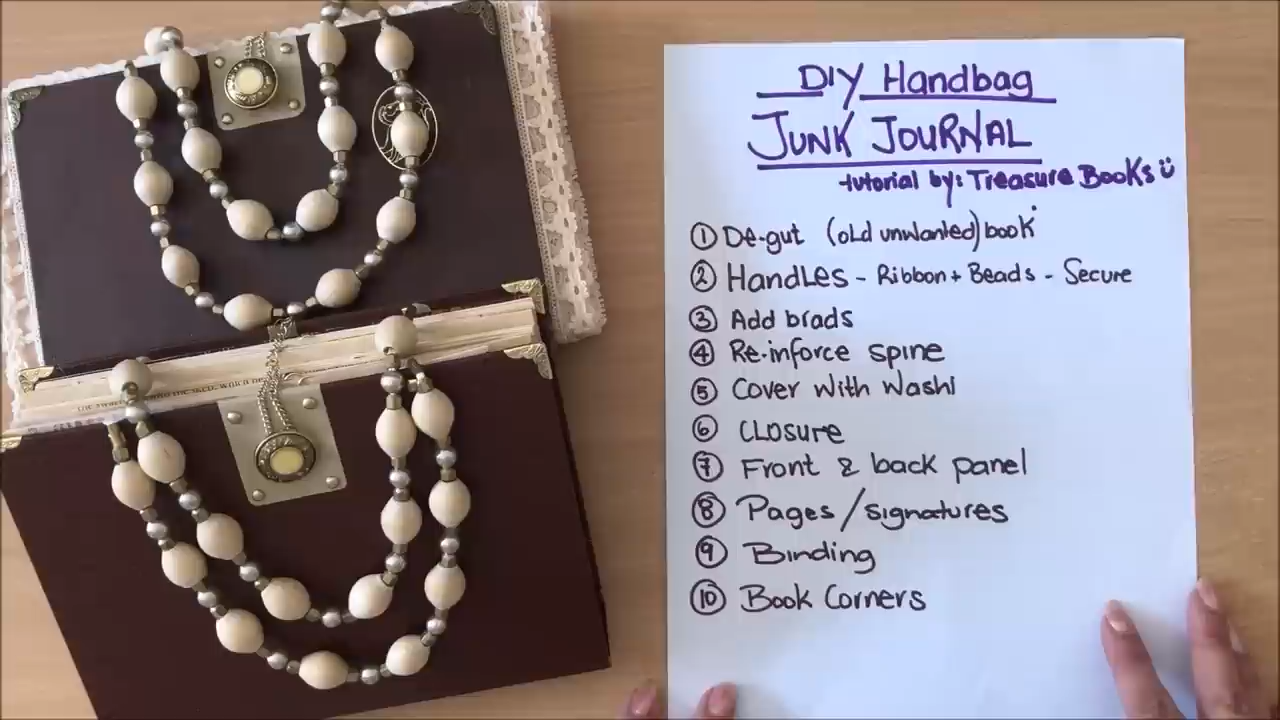 DIY Handbag
JUNK JOURNAL
tutorial by: Treasure Books
① De-gut (old unwanted) book
② Handles - Ribbon + Beads - Secure
③ Add brads
④ Re-inforce spine
⑤ Cover with Washi
⑥ Closure
⑦ Front & back panel
⑧ Pages/signatures
⑨ Binding
⑩ Book Corners